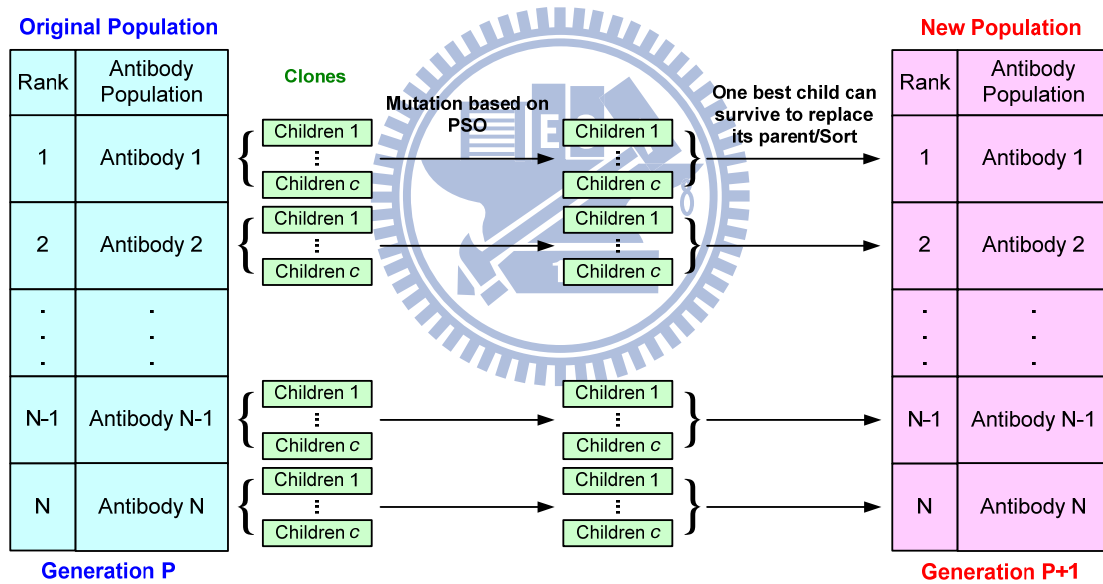 Original Population
New Population
Rank
Antibody
Population
Clones
Mutation based on
PSO
One best child can
survive to replace
its parent/Sort
Rank
Antibody
Population
1
Antibody 1
Children 1
Children c
Children 1
Children c
1
Antibody 1
2
Antibody 2
Children 1
Children c
Children 1
Children c
2
Antibody 2
N-1
Antibody N-1
Children 1
Children c
Children 1
Children c
N-1
Antibody N-1
N
Antibody N
Children 1
Children c
Children 1
Children c
N
Antibody N
Generation P
Generation P+1